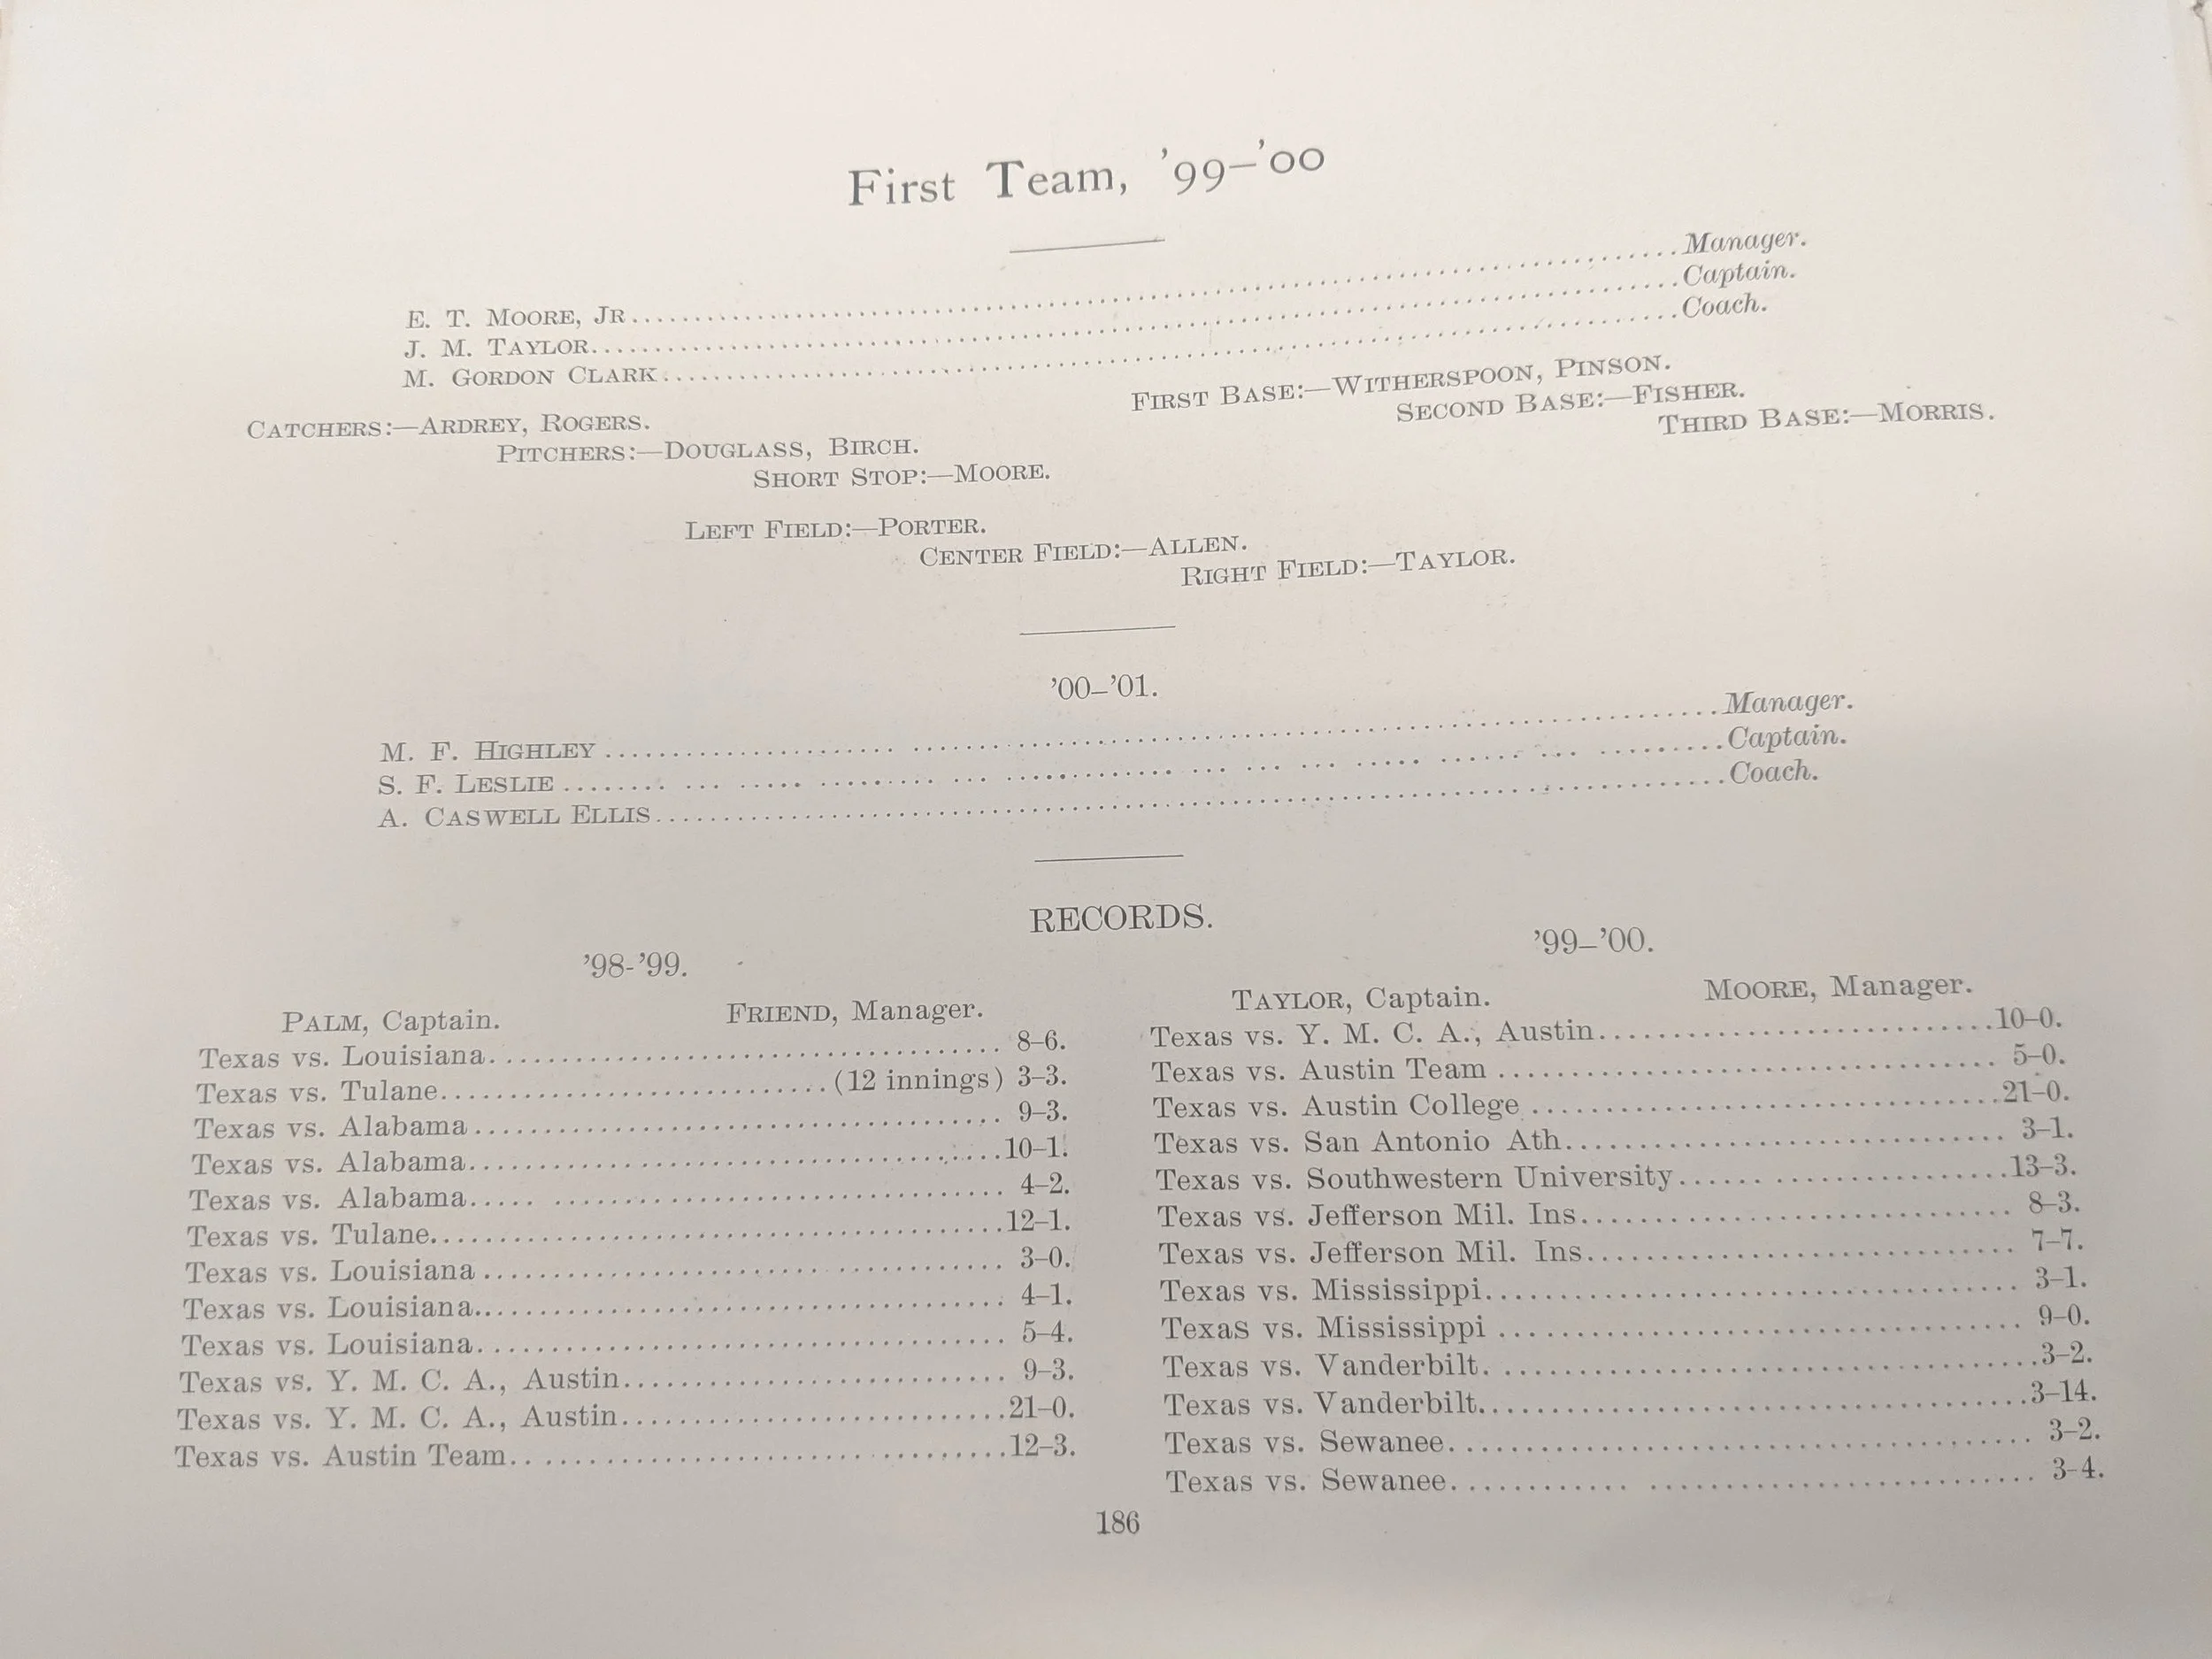 First Team, '99–'00
E. T. MOORE, JR........................Manager.
J. M. TAYLOR........................Captain.
M. GORDON CLARK........................Coach.
CATCHERS:—ARDREY, ROGERS.
PITCHERS:—DOUGLASS, BIRCH.
SHORT STOP:—MOORE.
FIRST BASE:—WITHERSPOON, PINSON.
SECOND BASE:—FISHER.
THIRD BASE:—MORRIS.
LEFT FIELD:—PORTER.
CENTER FIELD:—ALLEN.
RIGHT FIELD:—TAYLOR.
'00–'01.
M. F. HIGHLEY........................Manager.
S. F. LESLIE........................Captain.
A. CASWELL ELLIS........................Coach.
RECORDS.
'98-'99.
PALM, Captain. FRIEND, Manager.
Texas vs. Louisiana........................8–6.
Texas vs. Tulane........................(12 innings) 3–3.
Texas vs. Alabama........................9–3.
Texas vs. Alabama........................10–1.
Texas vs. Alabama........................4–2.
Texas vs. Tulane........................12–1.
Texas vs. Louisiana........................3–0.
Texas vs. Louisiana........................4–1.
Texas vs. Louisiana........................5–4.
Texas vs. Y. M. C. A., Austin........................9–3.
Texas vs. Y. M. C. A., Austin........................21–0.
Texas vs. Austin Team........................12–3.
'99–'00.
TAYLOR, Captain. MOORE, Manager.
Texas vs. Y. M. C. A., Austin........................10–0.
Texas vs. Austin Team........................5–0.
Texas vs. Austin College........................21–0.
Texas vs. San Antonio Ath........................3–1.
Texas vs. Southwestern University........................13–3.
Texas vs. Jefferson Mil. Ins........................8–3.
Texas vs. Jefferson Mil. Ins........................7–7.
Texas vs. Mississippi........................3–1.
Texas vs. Mississippi........................9–0.
Texas vs. Vanderbilt........................3–2.
Texas vs. Vanderbilt........................3–14.
Texas vs. Sewanee........................3–2.
Texas vs. Sewanee........................3–4.
186